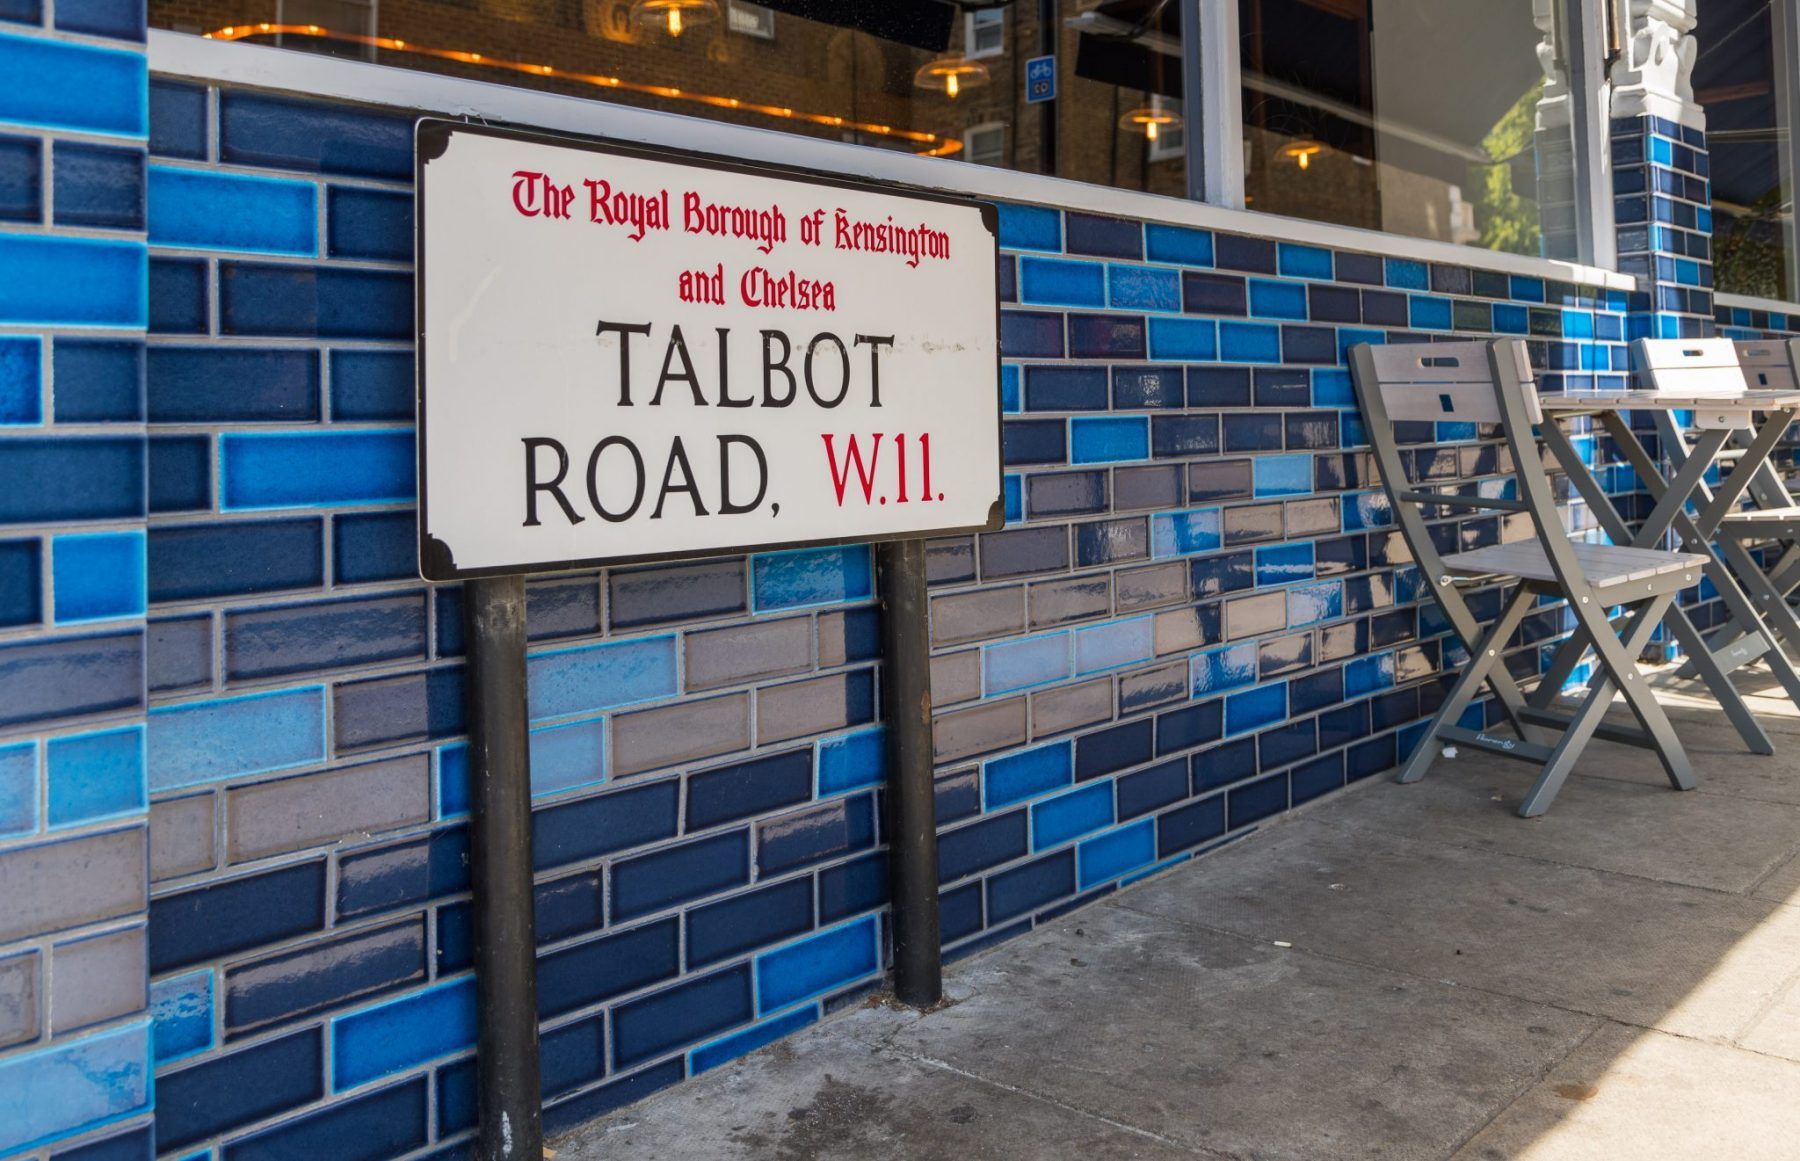 The Royal Borough of Kensington
and Chelsea
TALBOT
ROAD, W.11.